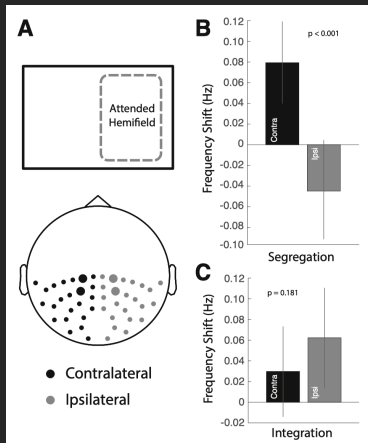 A
Attended
Hemifield
Contralateral
Ipsilateral
B
Frequency Shift (Hz)
0.12
0.10
0.08
0.06
0.04
0.02
0
-0.02
-0.04
-0.06
-0.08
-0.10
p < 0.001
Contra
Ipsi
Segregation
C
Frequency Shift (Hz)
0.12
0.10
0.08
0.06
0.04
0.02
0
-0.02
p = 0.181
Contra
Ipsi
Integration